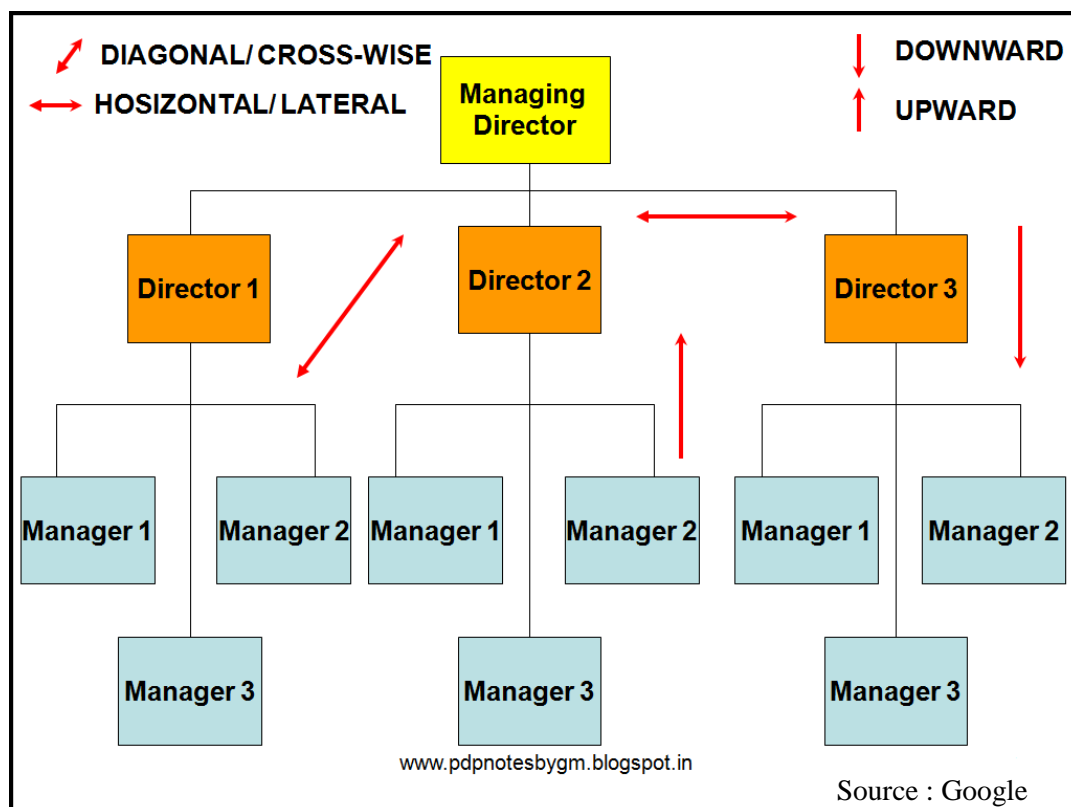 DIAGONAL/ CROSS-WISE
HOSIZONTAL/ LATERAL
DOWNWARD
UPWARD
Managing
Director
Director 1
Director 2
Director 3
Manager 1
Manager 2
Manager 1
Manager 2
Manager 1
Manager 2
Manager 3
Manager 3
Manager 3
www.pdpnotesbygm.blogspot.in
Source : Google